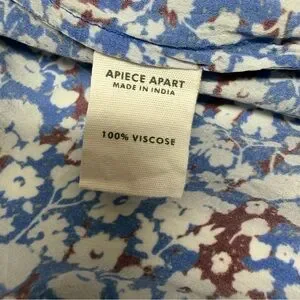 APIECE APART
MADE IN INDIA
100% VISCOSE